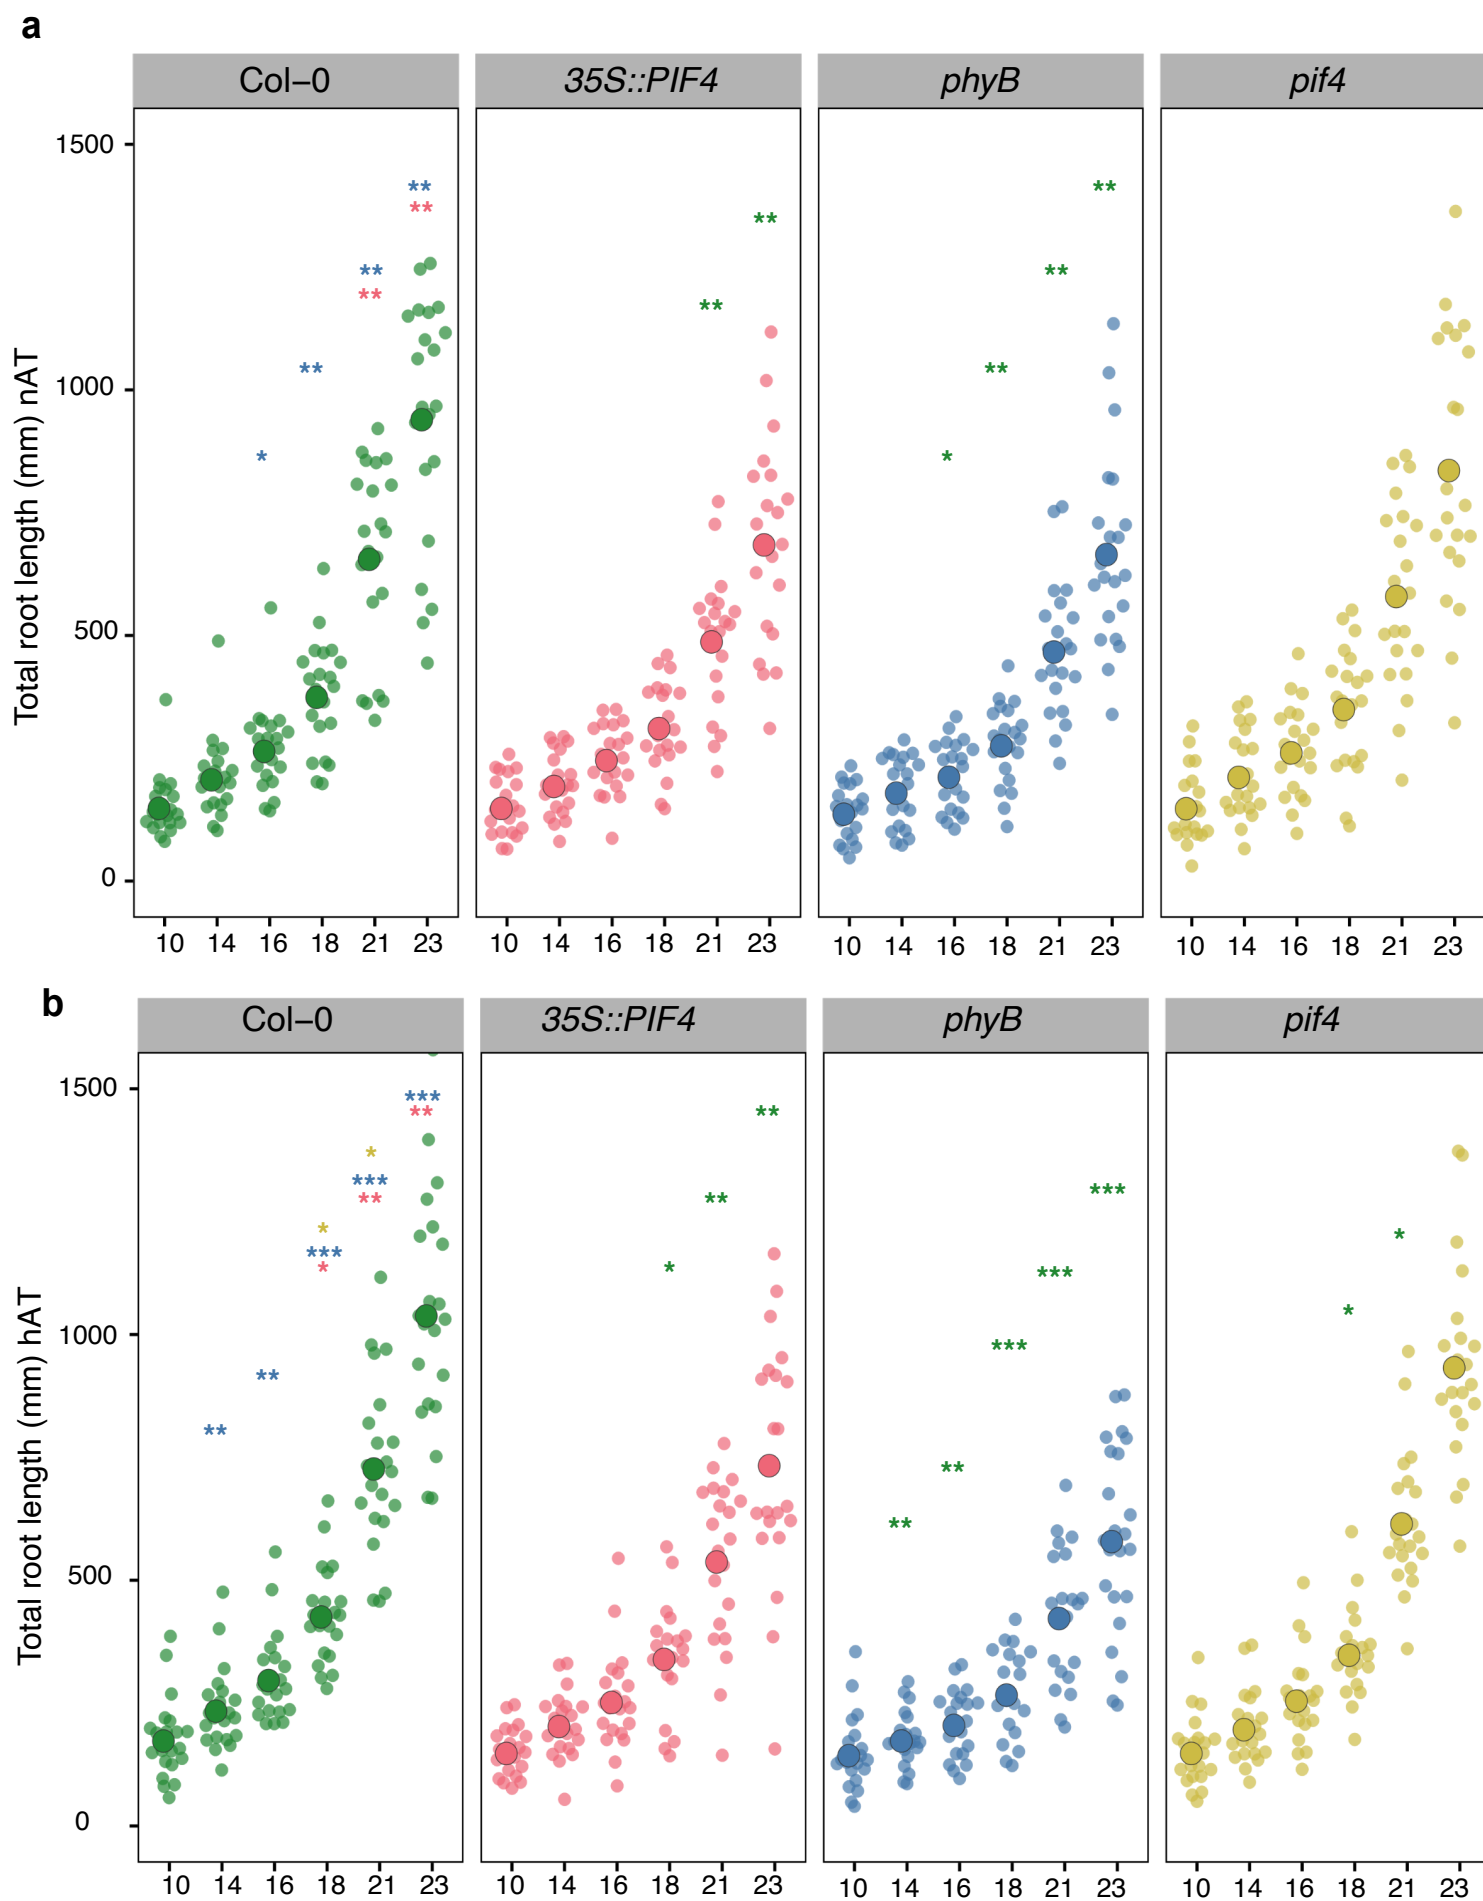 a
Col–0 35S::PIF4 phyB pif4
Total root length (mm) nAT
1500
1000
500
0
** ** ** **
** ** * **
** **
** ** **
*
** **
** *
10 14 16 18 21 23 10 14 16 18 21 23 10 14 16 18 21 23 10 14 16 18 21 23
b
Col–0 35S::PIF4 phyB pif4
Total root length (mm) hAT
1500
1000
500
0
** ** * *** * *** * ** *** ** *** **
* ** **
** ** *** *** ***
* *
10 14 16 18 21 23 10 14 16 18 21 23 10 14 16 18 21 23 10 14 16 18 21 23